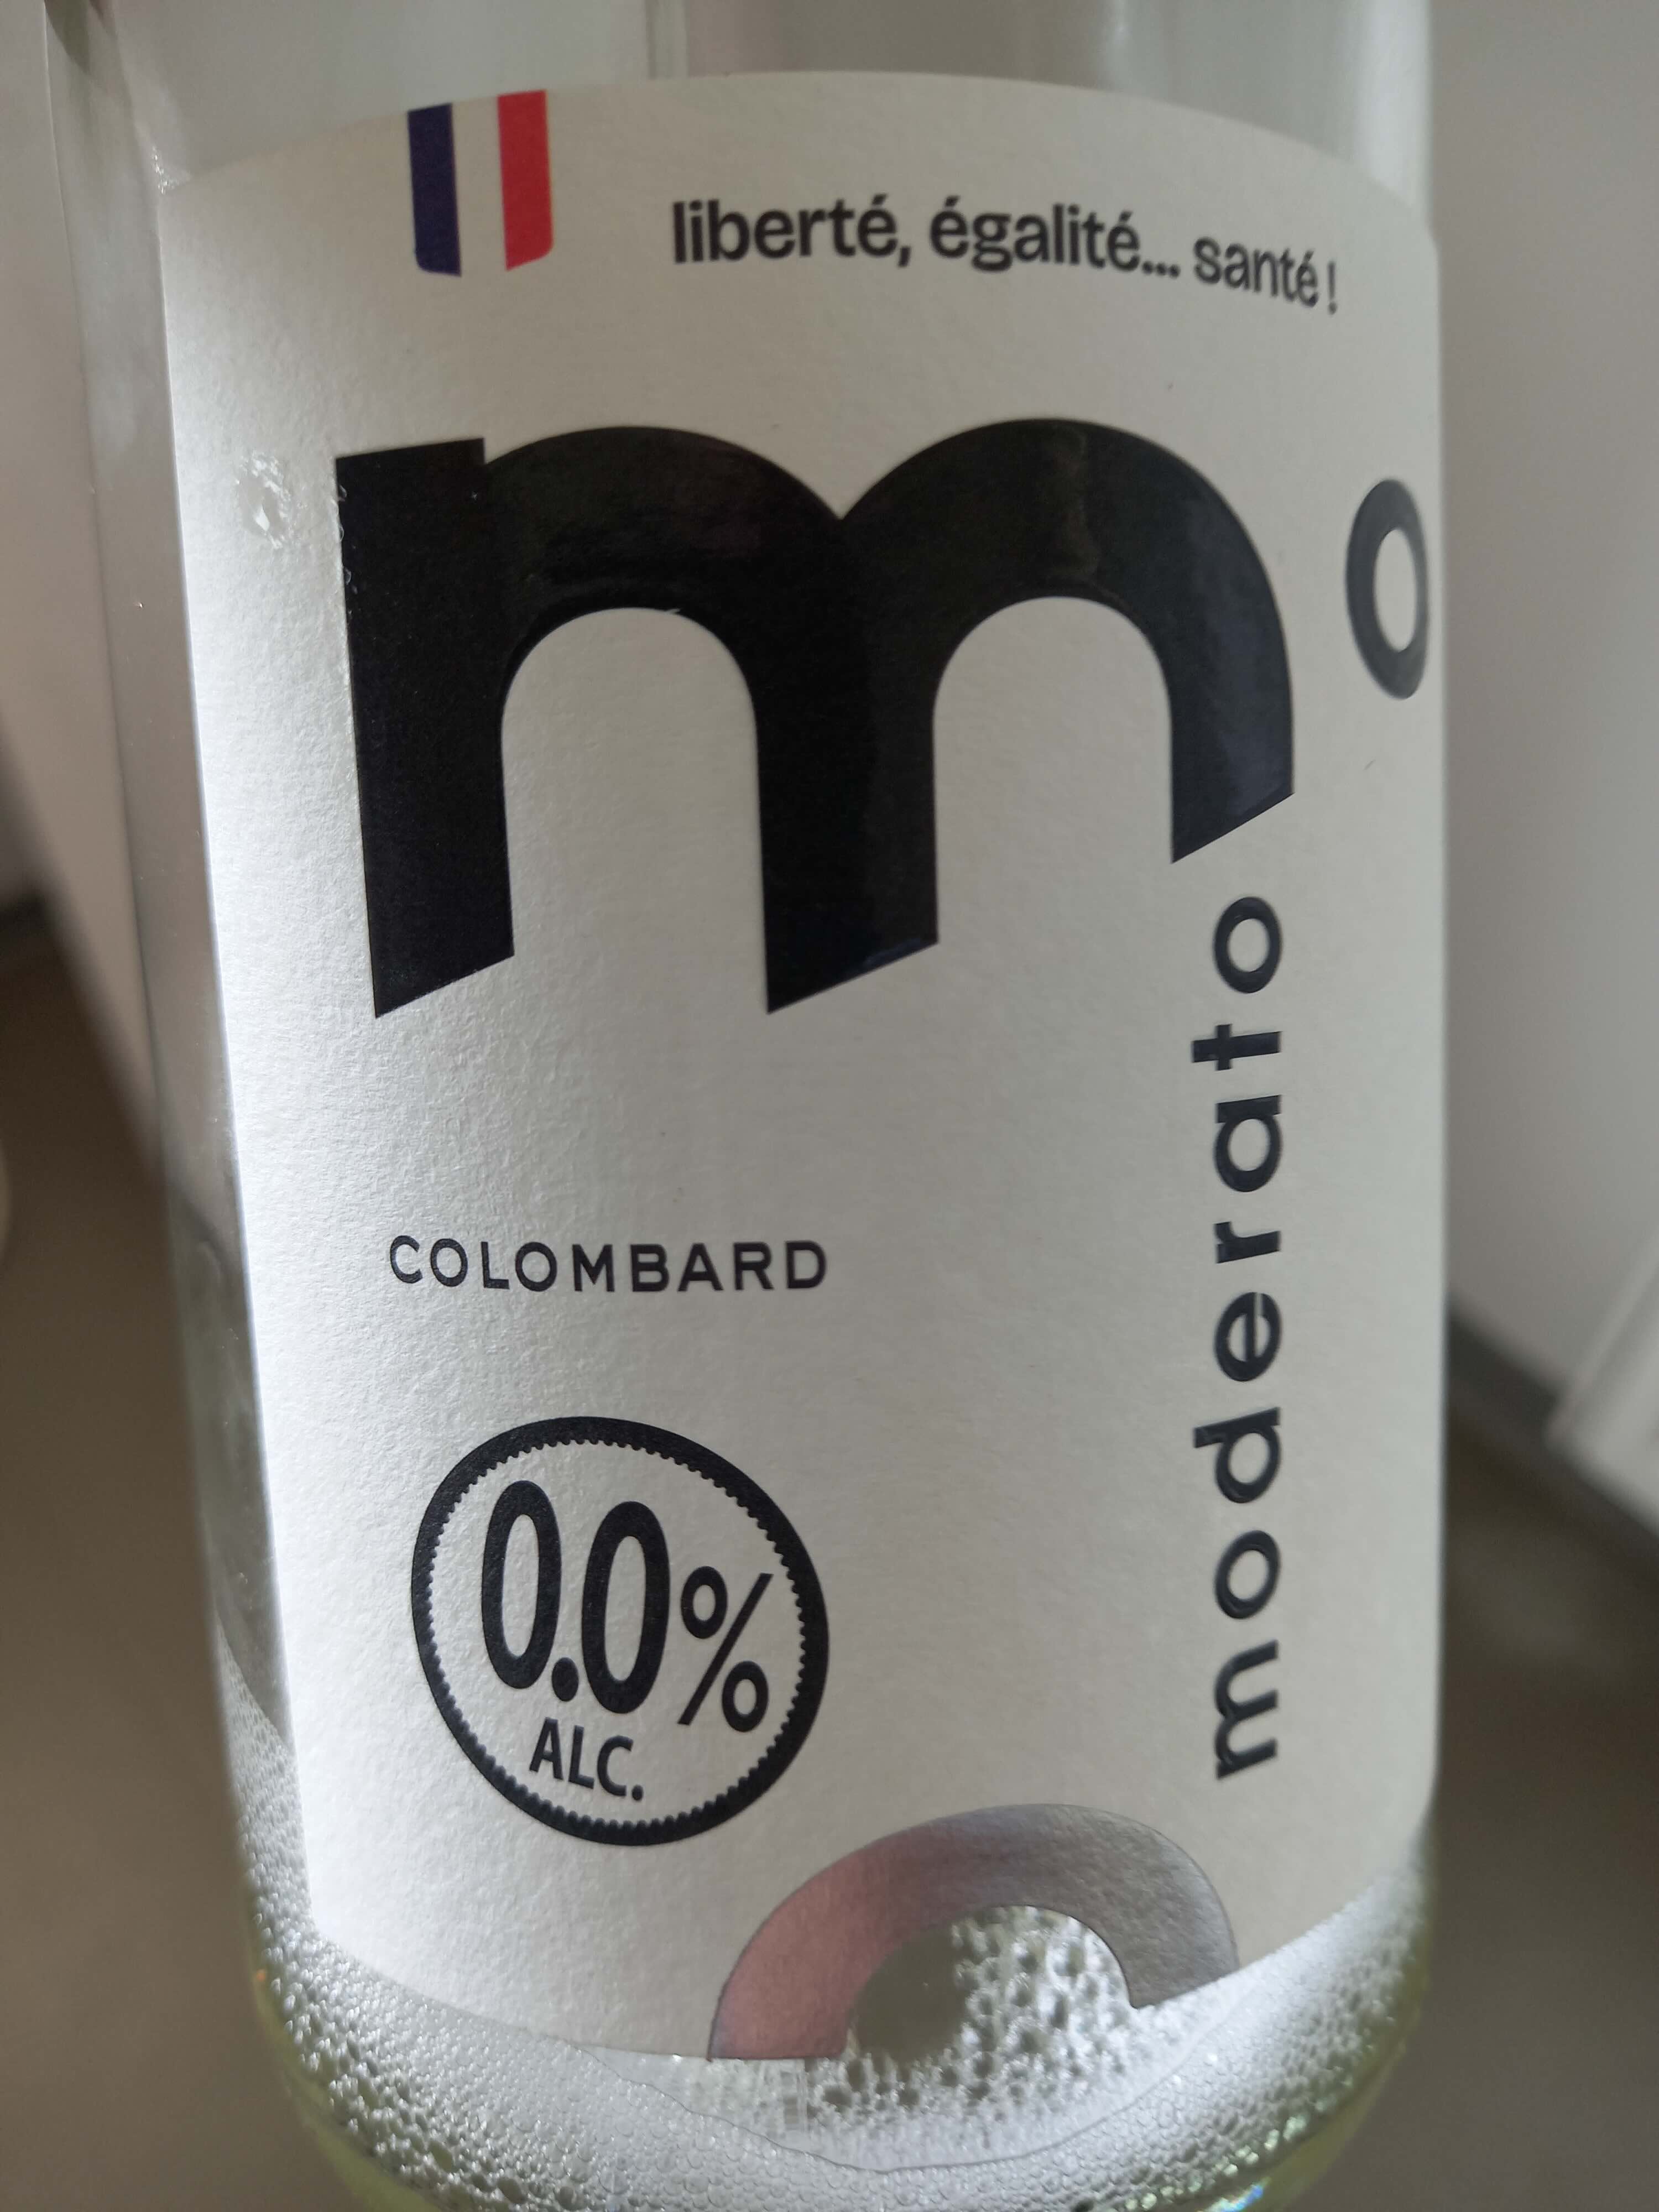 liberté, égalité... santé !
m°
moderato
COLOMBARD
0.0%
ALC.